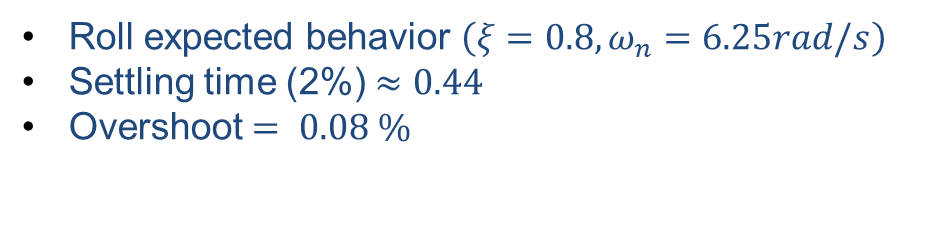 • Roll expected behavior (ξ = 0.8, ωₙ = 6.25rad/s)
• Settling time (2%) ≈ 0.44
• Overshoot = 0.08 %